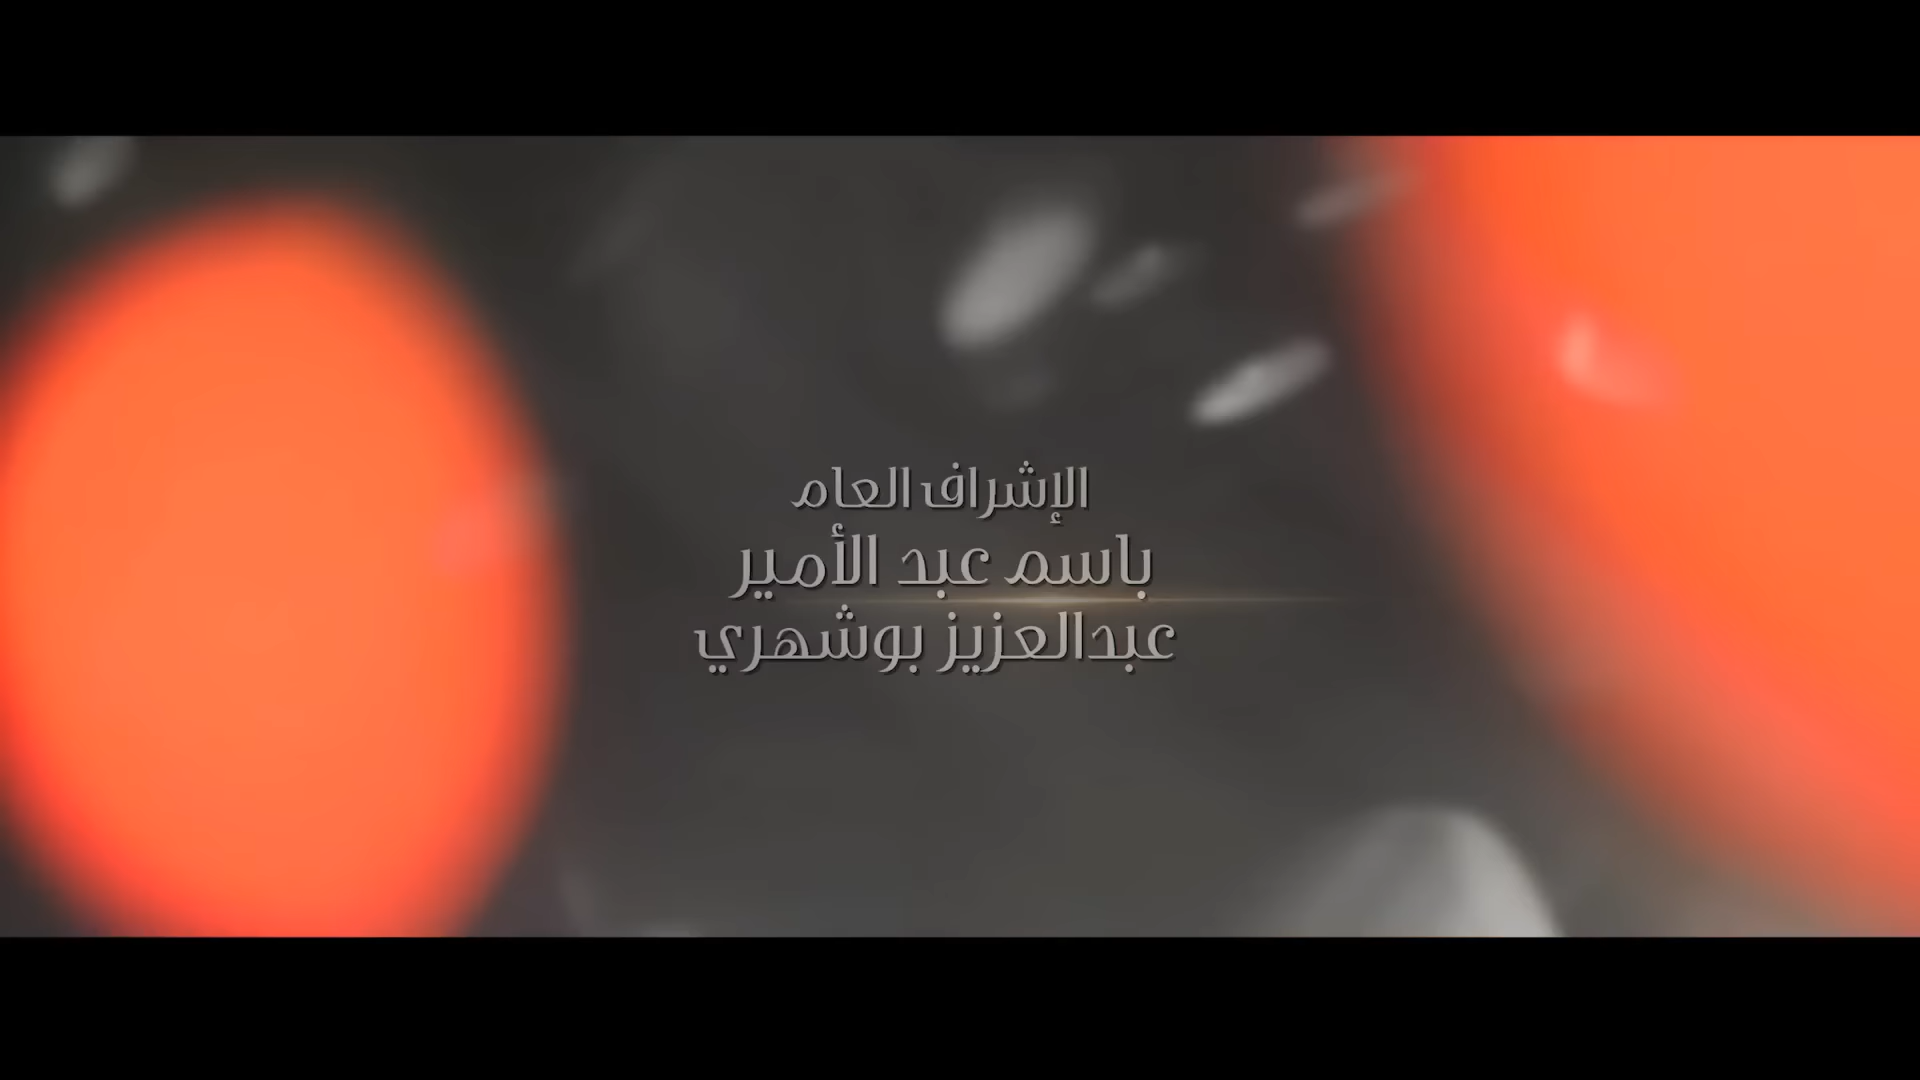 الإشراف العام
باسم عبد الأمير
عبدالعزيز بوشهري